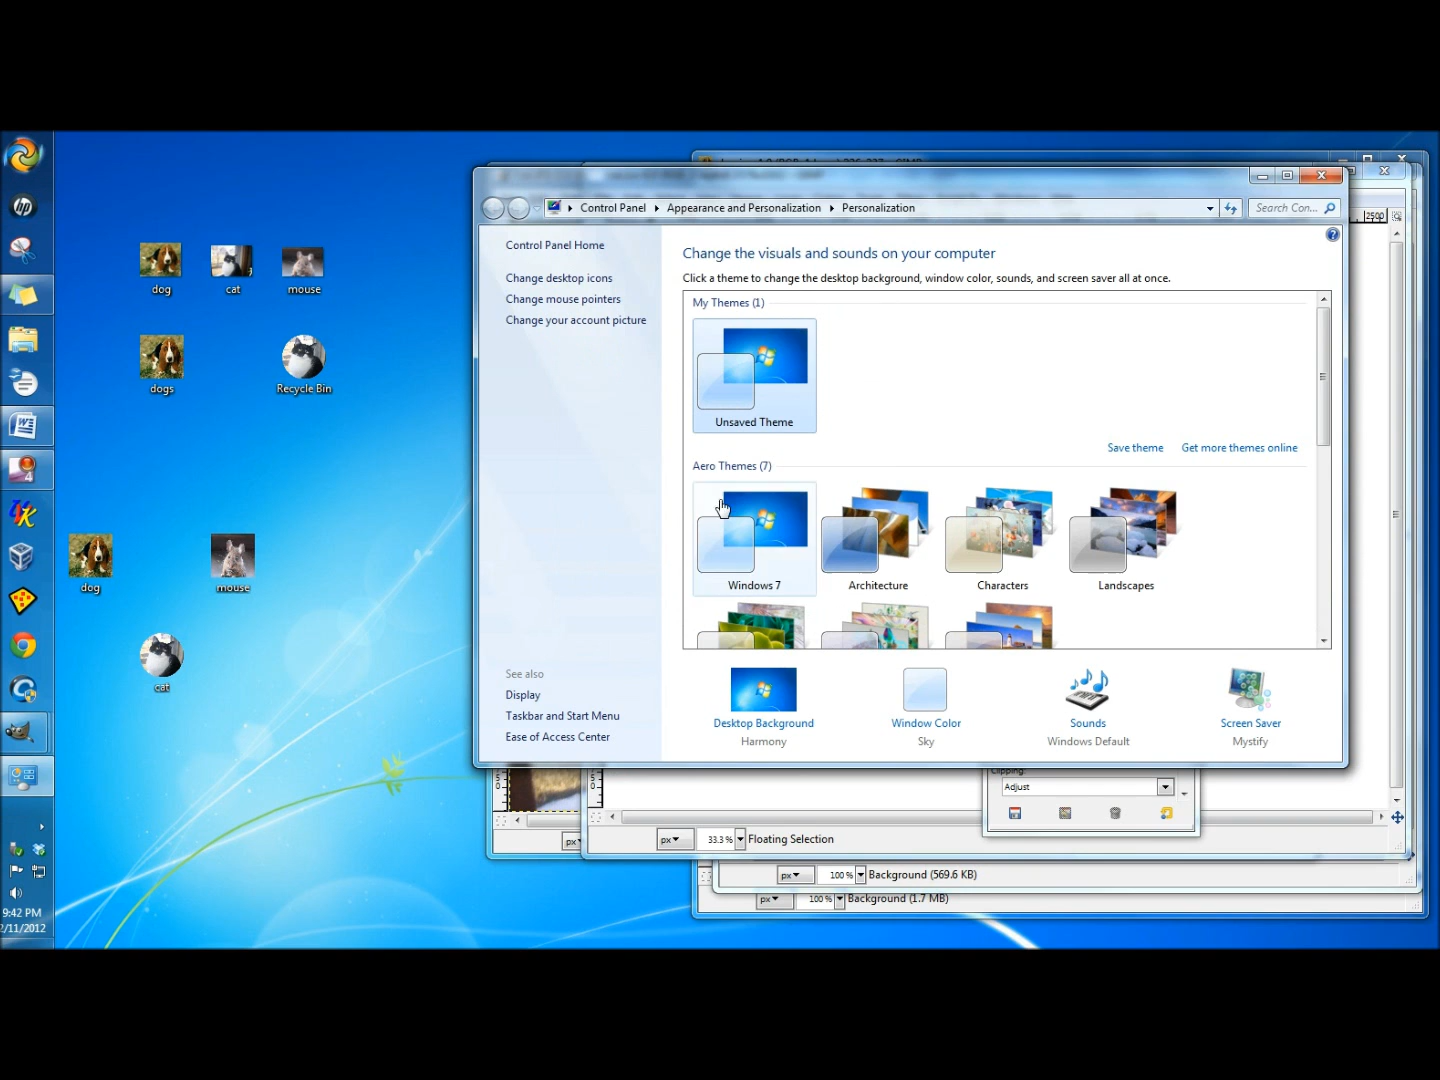 Control Panel ▸ Appearance and Personalization ▸ Personalization
Search Con...
2500
Control Panel Home
Change desktop icons
Change mouse pointers
Change your account picture
Change the visuals and sounds on your computer
Click a theme to change the desktop background, window color, sounds, and screen saver all at once.
My Themes (1)
Unsaved Theme
Save theme
Get more themes online
Aero Themes (7)
Windows 7
Architecture
Characters
Landscapes
See also
Display
Taskbar and Start Menu
Ease of Access Center
Desktop Background
Harmony
Window Color
Sky
Sounds
Windows Default
Screen Saver
Mystify
dog
cat
mouse
dogs
Recycle Bin
dog
mouse
cat
Clipping:
Adjust
px
px
33.3 %
Floating Selection
px
100 %
Background (569.6 KB)
px
100 %
Background (1.7 MB)
hp
4
9:42 PM
/11/2012